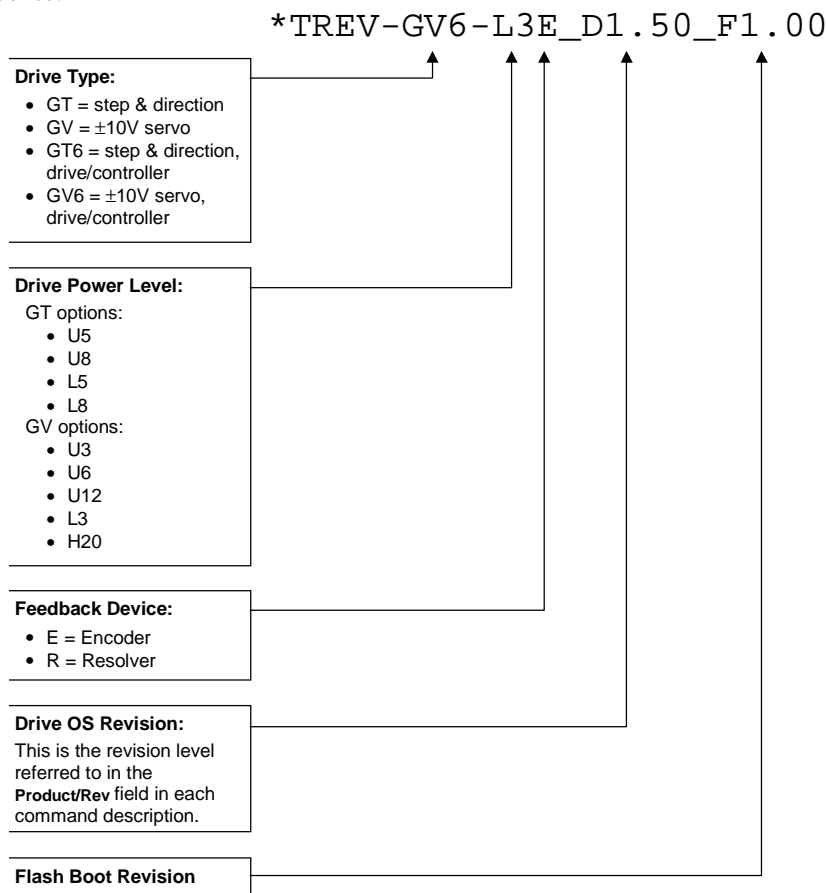 *TREV-GV6-L3E_D1.50_F1.00
Drive Type:
• GT = step & direction
• GV = ±10V servo
• GT6 = step & direction,
drive/controller
• GV6 = ±10V servo,
drive/controller
Drive Power Level:
GT options:
• U5
• U8
• L5
• L8
GV options:
• U3
• U6
• U12
• L3
• H20
Feedback Device:
• E = Encoder
• R = Resolver
Drive OS Revision:
This is the revision level
referred to in the
Product/Rev field in each
command description.
Flash Boot Revision